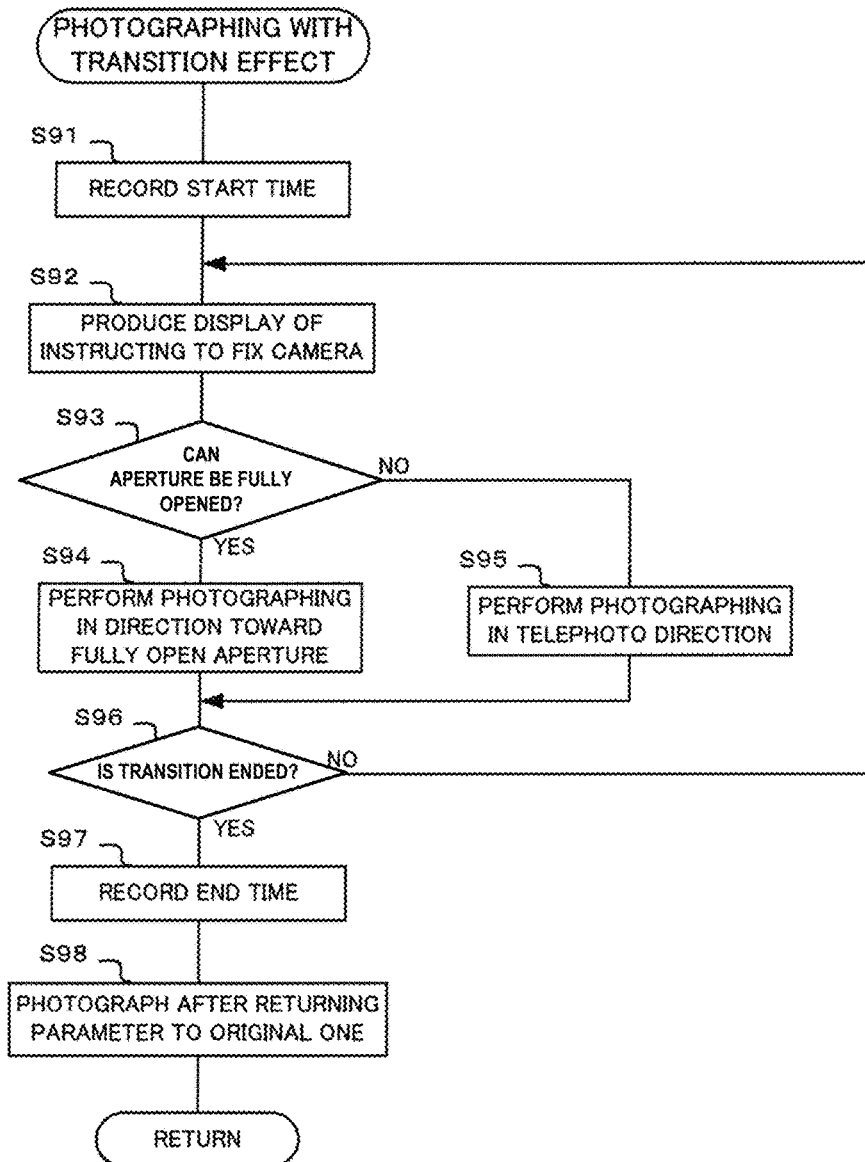 PHOTOGRAPHING WITH
TRANSITION EFFECT
S91
RECORD START TIME
S92
PRODUCE DISPLAY OF
INSTRUCTING TO FIX CAMERA
S93
CAN
APERTURE BE FULLY
OPENED?
NO
YES
S94
PERFORM PHOTOGRAPHING
IN DIRECTION TOWARD
FULLY OPEN APERTURE
S95
PERFORM PHOTOGRAPHING
IN TELEPHOTO DIRECTION
S96
IS TRANSITION ENDED?
NO
YES
S97
RECORD END TIME
S98
PHOTOGRAPH AFTER RETURNING
PARAMETER TO ORIGINAL ONE
RETURN